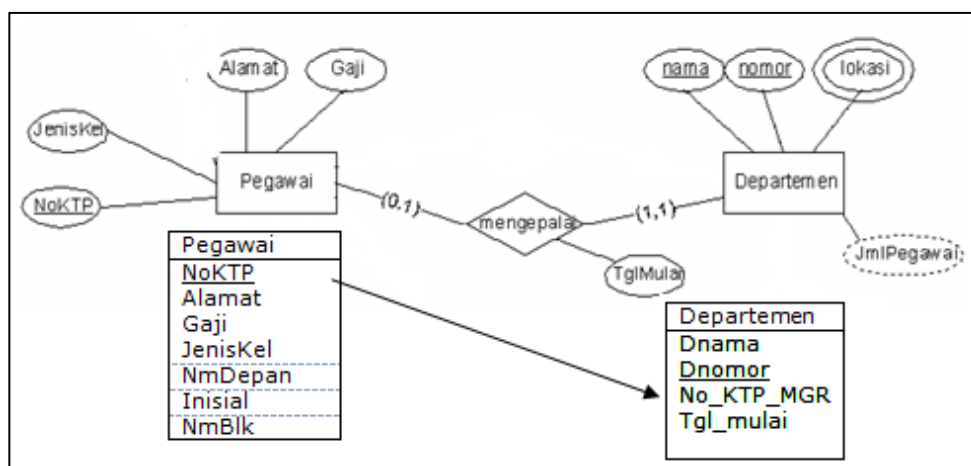 Alamat
Gaji
nama
nomor
lokasi
JenisKel
NoKTP
Pegawai
(0,1)
mengepalai
(1,1)
Departemen
TglMulai
JmlPegawai
Pegawai
NoKTP
Alamat
Gaji
JenisKel
NmDepan
Inisial
NmBlk
Departemen
Dnama
Dnomor
No_KTP_MGR
Tgl_mulai